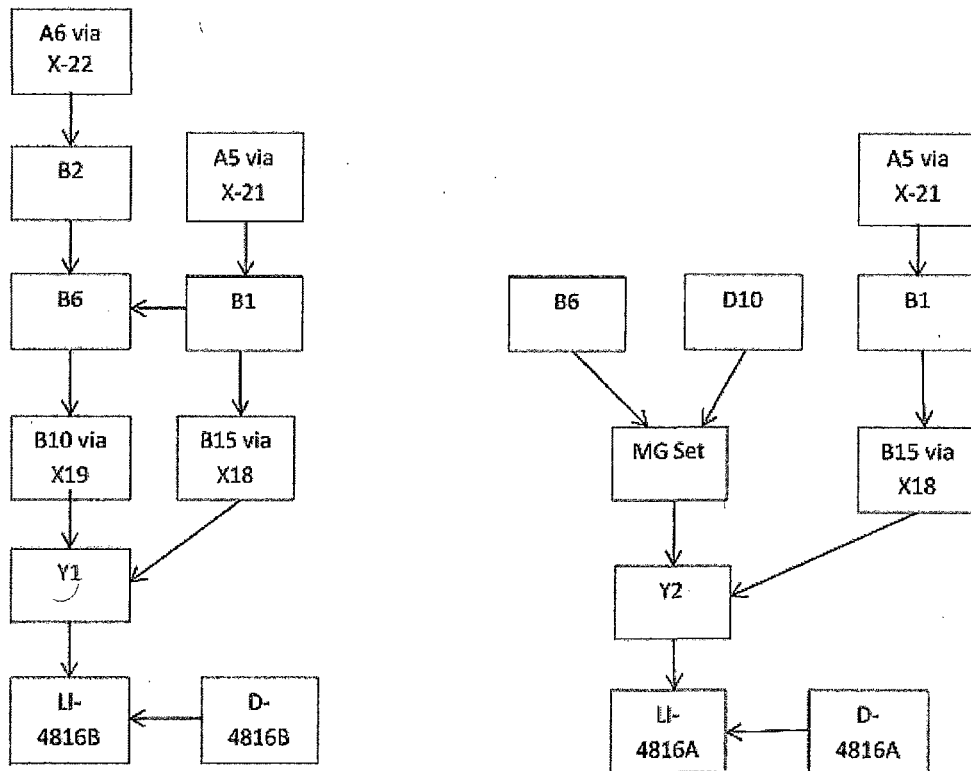 A6 via
X-22
B2
A5 via
X-21
B6
B1
B10 via
X19
B15 via
X18
Y1
LI-
4816B
D-
4816B
A5 via
X-21
B6
D10
B1
MG Set
B15 via
X18
Y2
LI-
4816A
D-
4816A